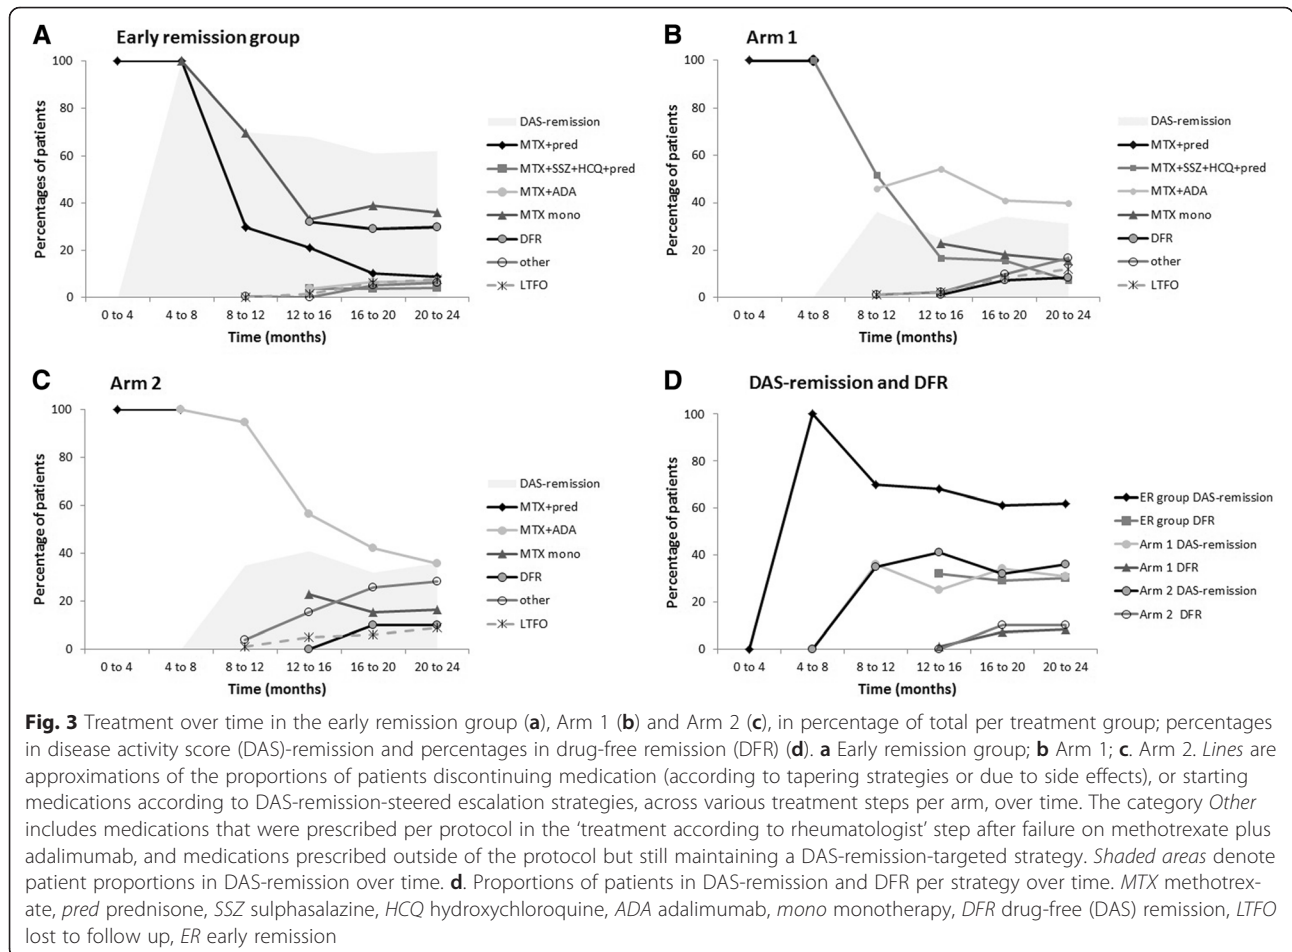 A
Early remission group
Percentages of patients
100
80
60
40
20
0
0 to 4
4 to 8
8 to 12
12 to 16
16 to 20
20 to 24
Time (months)
DAS-remission
MTX+pred
MTX+SSZ+HCQ+pred
MTX+ADA
MTX mono
DFR
other
LTFO
B
Arm 1
Percentage of patients
100
80
60
40
20
0
0 to 4
4 to 8
8 to 12
12 to 16
16 to 20
20 to 24
Time (months)
DAS-remission
MTX+pred
MTX+SSZ+HCQ+pred
MTX+ADA
MTX mono
DFR
other
LTFO
C
Arm 2
Percentage of patients
100
80
60
40
20
0
0 to 4
4 to 8
8 to 12
12 to 16
16 to 20
20 to 24
Time (months)
DAS-remission
MTX+pred
MTX+ADA
MTX mono
DFR
other
LTFO
D
DAS-remission and DFR
Percentage of patients
100
80
60
40
20
0
0 to 4
4 to 8
8 to 12
12 to 16
16 to 20
20 to 24
Time (months)
ER group DAS-remission
ER group DFR
Arm 1 DAS-remission
Arm 1 DFR
Arm 2 DAS-remission
Arm 2 DFR
Fig. 3 Treatment over time in the early remission group (a), Arm 1 (b) and Arm 2 (c), in percentage of total per treatment group; percentages
in disease activity score (DAS)-remission and percentages in drug-free remission (DFR) (d). a Early remission group; b Arm 1; c. Arm 2. Lines are
approximations of the proportions of patients discontinuing medication (according to tapering strategies or due to side effects), or starting
medications according to DAS-remission-steered escalation strategies, across various treatment steps per arm, over time. The category Other
includes medications that were prescribed per protocol in the ‘treatment according to rheumatologist’ step after failure on methotrexate plus
adalimumab, and medications prescribed outside of the protocol but still maintaining a DAS-remission-targeted strategy. Shaded areas denote
patient proportions in DAS-remission over time. d. Proportions of patients in DAS-remission and DFR per strategy over time. MTX methotrex-
ate, pred prednisone, SSZ sulphasalazine, HCQ hydroxychloroquine, ADA adalimumab, mono monotherapy, DFR drug-free (DAS) remission, LTFO
lost to follow up, ER early remission